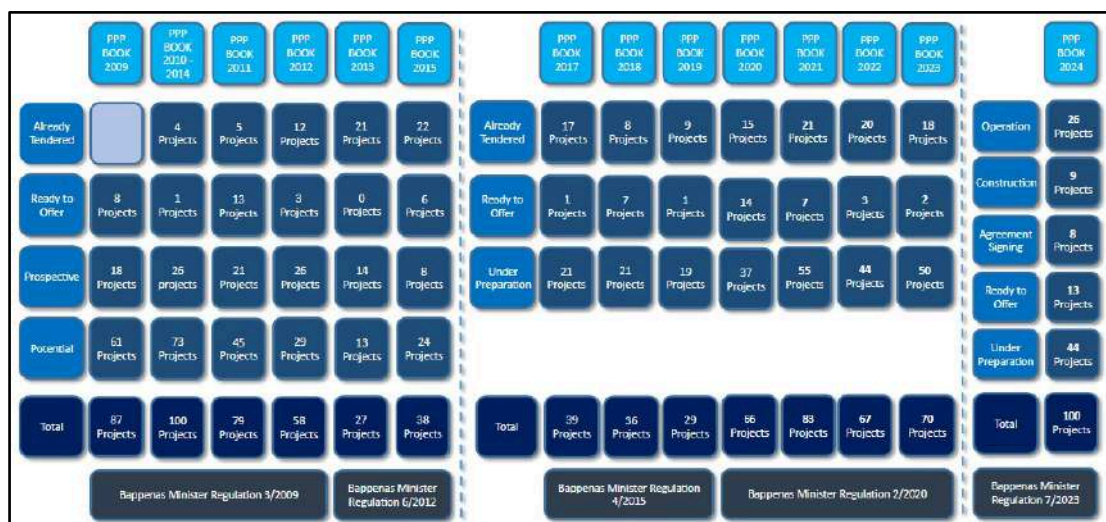 PPP
BOOK
2009
PPP
BOOK
2010 -
2014
PPP
BOOK
2011
PPP
BOOK
2012
PPP
BOOK
2013
PPP
BOOK
2015
Already
Tendered
4
Projects
5
Projects
12
Projects
21
Projects
22
Projects
Ready to
Offer
8
Projects
1
Projects
13
Projects
3
Projects
0
Projects
6
Projects
Prospective
18
Projects
26
projects
21
Projects
26
Projects
14
Projects
8
Projects
Potential
61
Projects
73
Projects
45
Projects
29
Projects
13
Projects
24
Projects
Total
87
Projects
100
Projects
79
Projects
58
Projects
27
Projects
38
Projects
Bappenas Minister Regulation 3/2009
Bappenas Minister
Regulation 6/2012
PPP
BOOK
2017
PPP
BOOK
2018
PPP
BOOK
2019
PPP
BOOK
2020
PPP
BOOK
2021
PPP
BOOK
2022
PPP
BOOK
2023
Already
Tendered
17
Projects
8
Projects
9
Projects
15
Projects
21
Projects
20
Projects
18
Projects
Ready to
Offer
1
Projects
7
Projects
1
Projects
14
Projects
7
Projects
3
Projects
2
Projects
Under
Preparation
21
Projects
21
Projects
19
Projects
37
Projects
55
Projects
44
Projects
50
Projects
Total
39
Projects
36
Projects
29
Projects
66
Projects
83
Projects
67
Projects
70
Projects
Bappenas Minister Regulation
4/2015
Bappenas Minister Regulation 2/2020
PPP
BOOK
2024
Operation
26
Projects
Construction
9
Projects
Agreement
Signing
8
Projects
Ready to
Offer
13
Projects
Under
Preparation
44
Projects
Total
100
Projects
Bappenas Minister
Regulation 7/2023